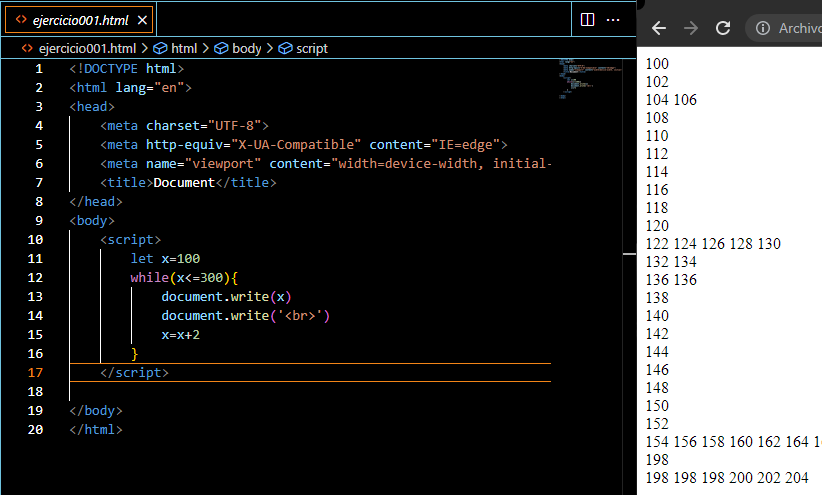 <> ejercicio001.html ×
···
<> ejercicio001.html > html > body > script
1 <!DOCTYPE html>
2 <html lang="en">
3 <head>
4 <meta charset="UTF-8">
5 <meta http-equiv="X-UA-Compatible" content="IE=edge">
6 <meta name="viewport" content="width=device-width, initial-
7 <title>Document</title>
8 </head>
9 <body>
10 <script>
11 let x=100
12 while(x<=300){
13 document.write(x)
14 document.write('<br>')
15 x=x+2
16 }
17 </script>
18
19 </body>
20 </html>
Archivo
100
102
104 106
108
110
112
114
116
118
120
122 124 126 128 130
132 134
136 136
138
140
142
144
146
148
150
152
154 156 158 160 162 164
198
198 198 198 200 202 204